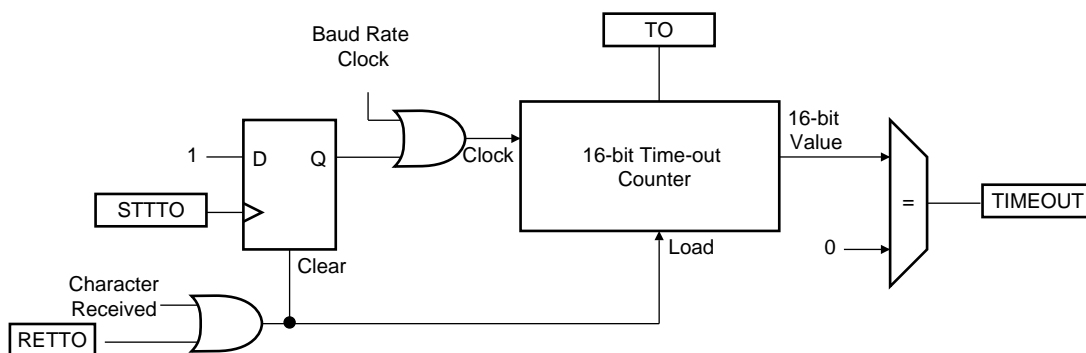 TO
Baud Rate
Clock
16-bit
Value
1
D
Q
Clock
16-bit Time-out
Counter
=
TIMEOUT
STTTO
0
Load
Clear
Character
Received
RETTO